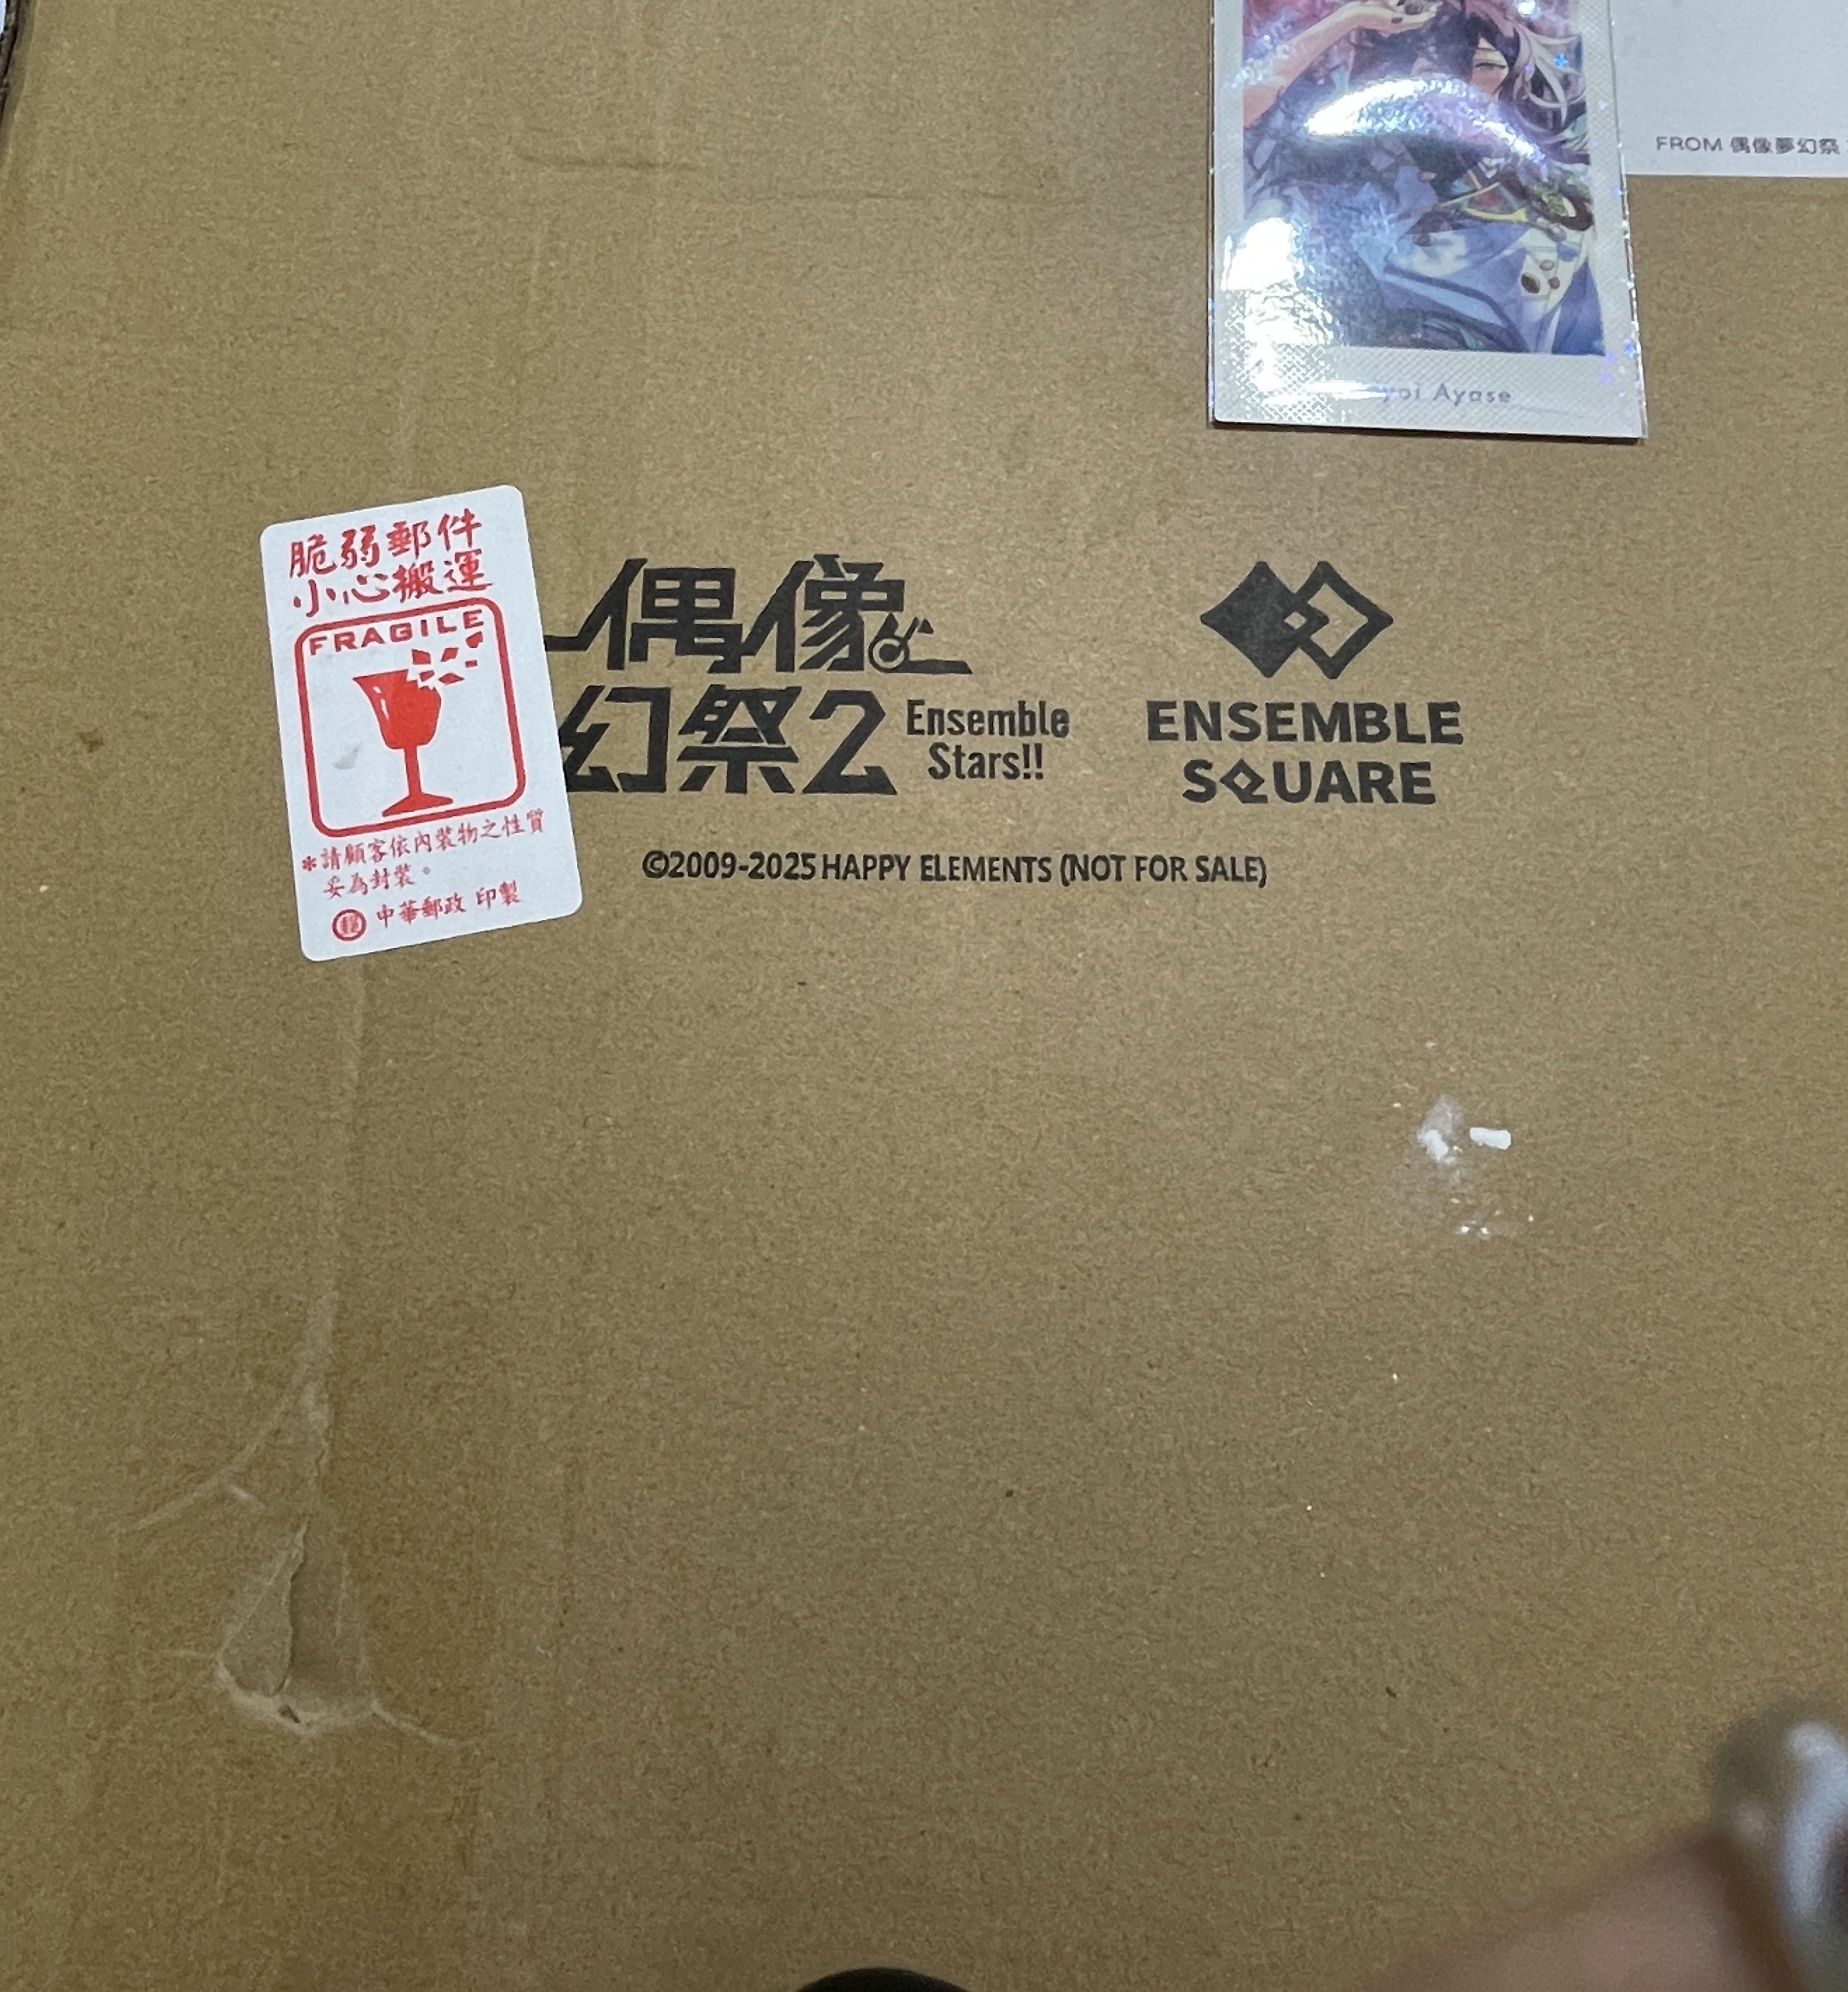 FROM 偶像夢幻祭
Ayase
脆弱郵件
小心搬運
FRAGILE
*請顧客依內裝物之性質
妥為封裝。
中華郵政 印製
偶像
幻祭2
Ensemble
Stars!!
ENSEMBLE
SQUARE
©2009-2025 HAPPY ELEMENTS (NOT FOR SALE)